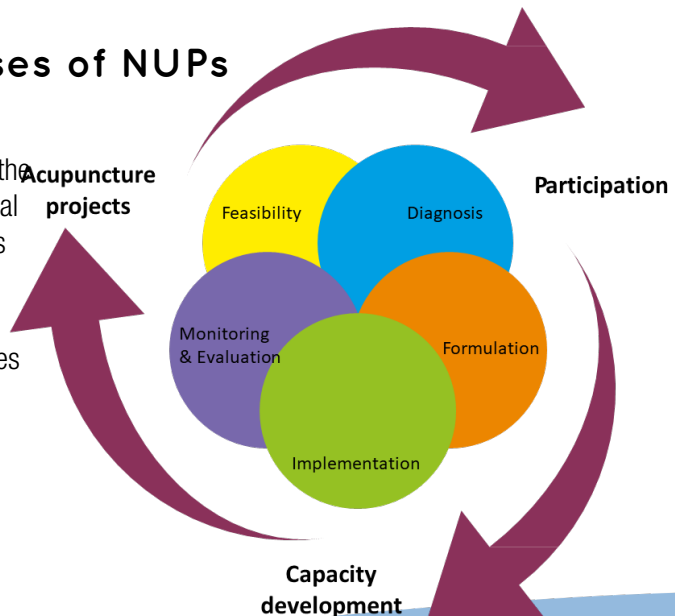 ses of NUPs
the
al
s
es
Acupuncture
projects
Participation
Feasibility
Diagnosis
Monitoring
& Evaluation
Formulation
Implementation
Capacity
development